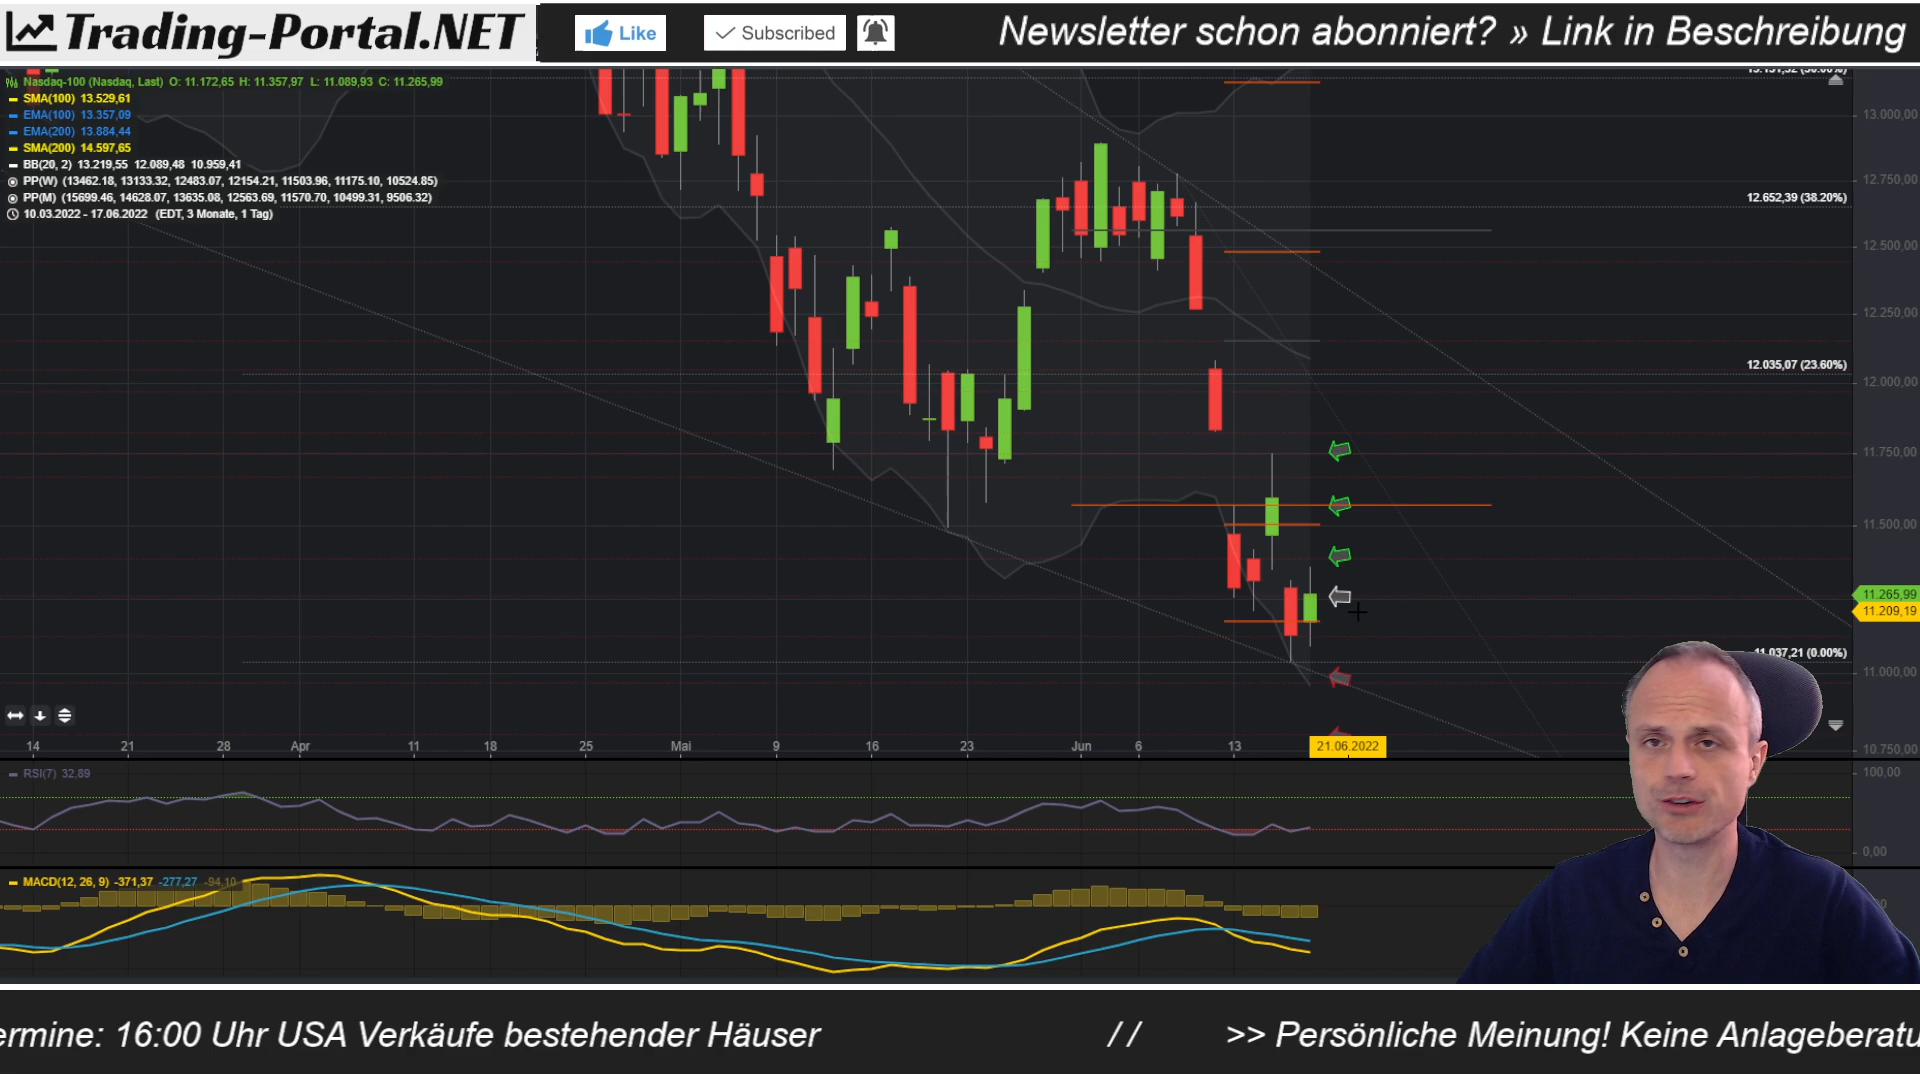 Trading-Portal.NET
Like
Subscribed
Newsletter schon abonniert? » Link in Beschreibung
Nasdaq-100 (Nasdaq, Last) O: 11.172,65 H: 11.357,97 L: 11.089,93 C: 11.265,99
SMA(100) 13.529,61
EMA(100) 13.357,09
EMA(200) 13.884,44
SMA(200) 14.597,65
BB(20, 2) 13.219,55 12.089,48 10.959,41
PP(W) (13462.18, 13133.32, 12483.07, 12154.21, 11503.96, 11175.10, 10524.85)
PP(M) (15699.46, 14628.07, 13635.08, 12563.69, 11570.70, 10499.31, 9506.32)
10.03.2022 - 17.06.2022 (EDT, 3 Monate, 1 Tag)
13.000,00
12.750,00
12.652,39 (38.20%)
12.500,00
12.250,00
12.035,07 (23.60%)
12.000,00
11.750,00
11.500,00
11.265,99
11.209,19
11.037,21 (0.00%)
11.000,00
10.750,00
14 21 28 Apr 11 18 25 Mai 9 16 23 Jun 6 13 21.06.2022
RSI(7) 32,89
100,00
0,00
MACD(12, 26, 9) -371,37 -277,27 -94,10
ermine: 16:00 Uhr USA Verkäufe bestehender Häuser // >> Persönliche Meinung! Keine Anlageberatu